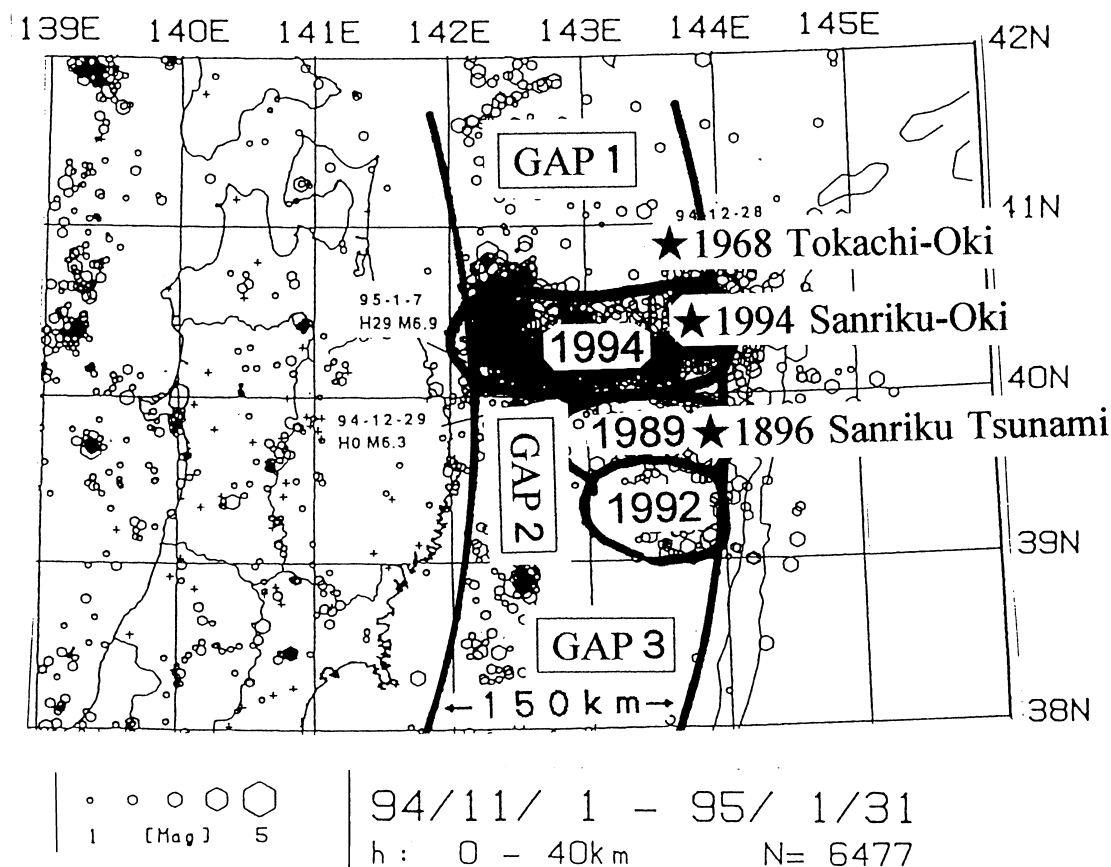 139E 140E 141E 142E 143E 144E 145E
42N
GAP 1
41N
94-12-28
★1968 Tokachi-Oki
95-1-7
H29 M6.9
★1994 Sanriku-Oki
1994
40N
94-12-29
H0 M6.3
1989 ★1896 Sanriku Tsunami
GAP 2
1992
39N
GAP 3
←150km→
38N
1 [Mag] 5
94/11/ 1 - 95/ 1/31
h: 0 - 40km N= 6477